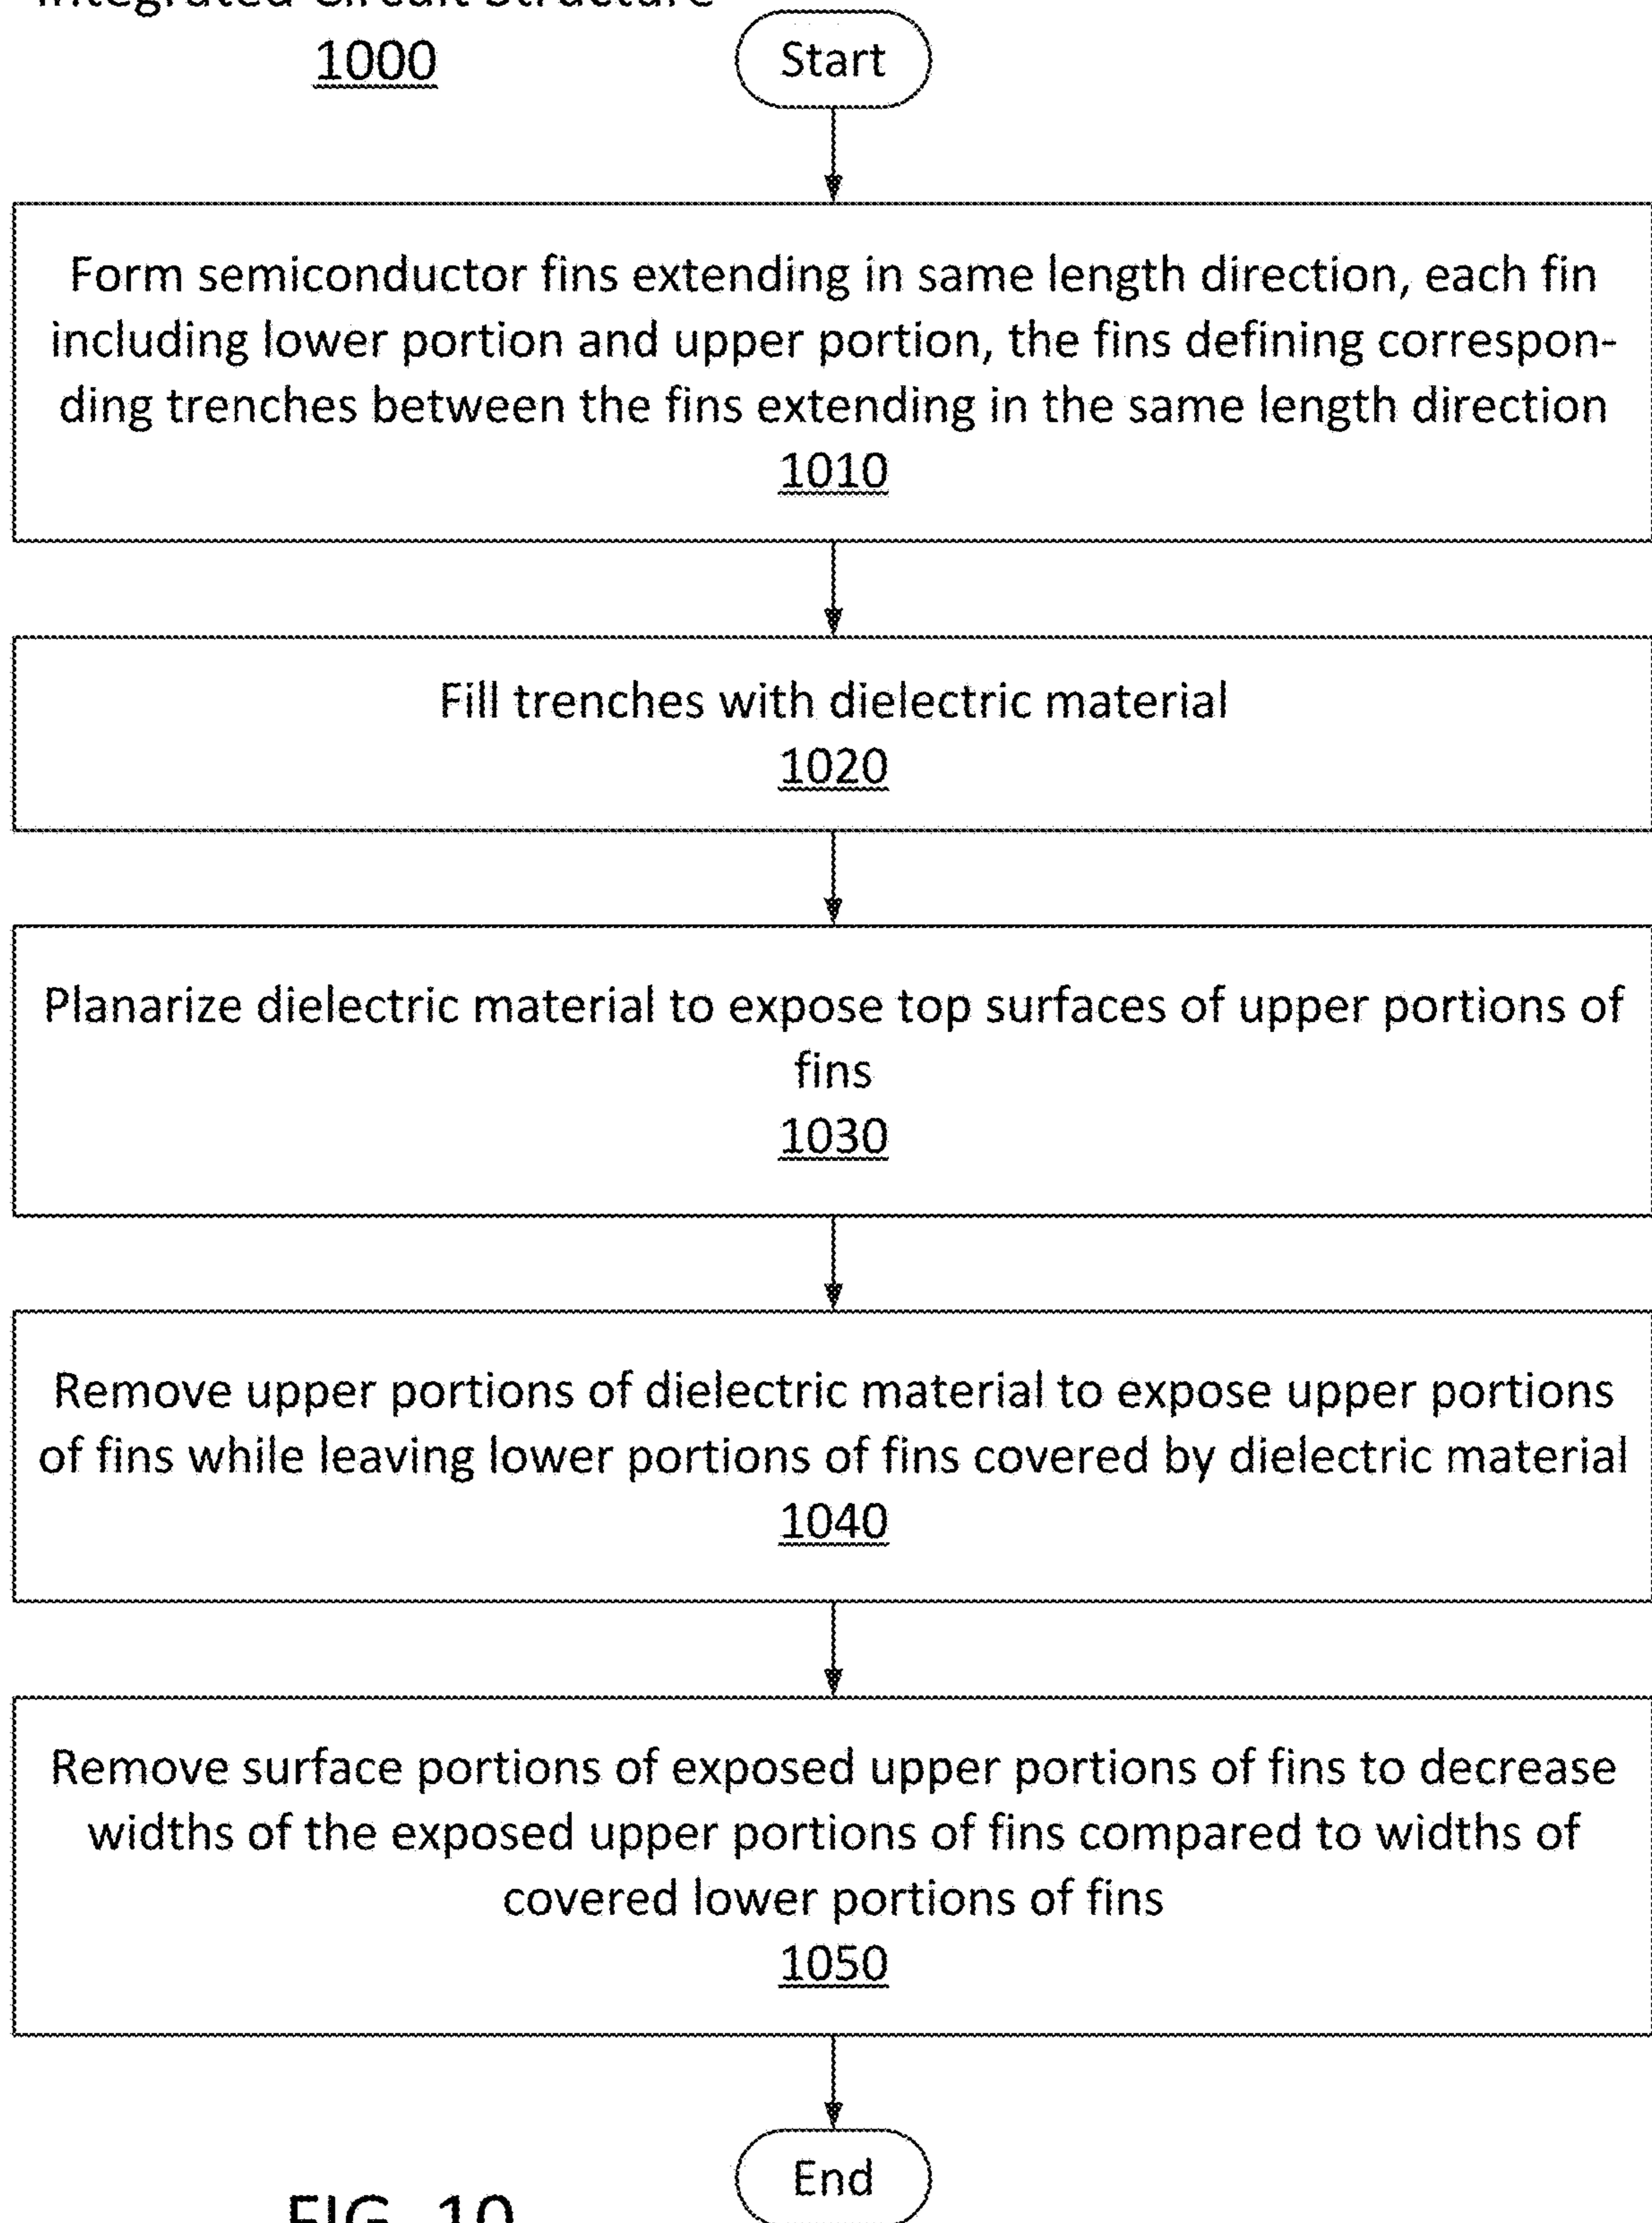 Integrated Circuit Structure
1000
Start
Form semiconductor fins extending in same length direction, each fin
including lower portion and upper portion, the fins defining correspon-
ding trenches between the fins extending in the same length direction
1010
Fill trenches with dielectric material
1020
Planarize dielectric material to expose top surfaces of upper portions of
fins
1030
Remove upper portions of dielectric material to expose upper portions
of fins while leaving lower portions of fins covered by dielectric material
1040
Remove surface portions of exposed upper portions of fins to decrease
widths of the exposed upper portions of fins compared to widths of
covered lower portions of fins
1050
End
FIG. 10